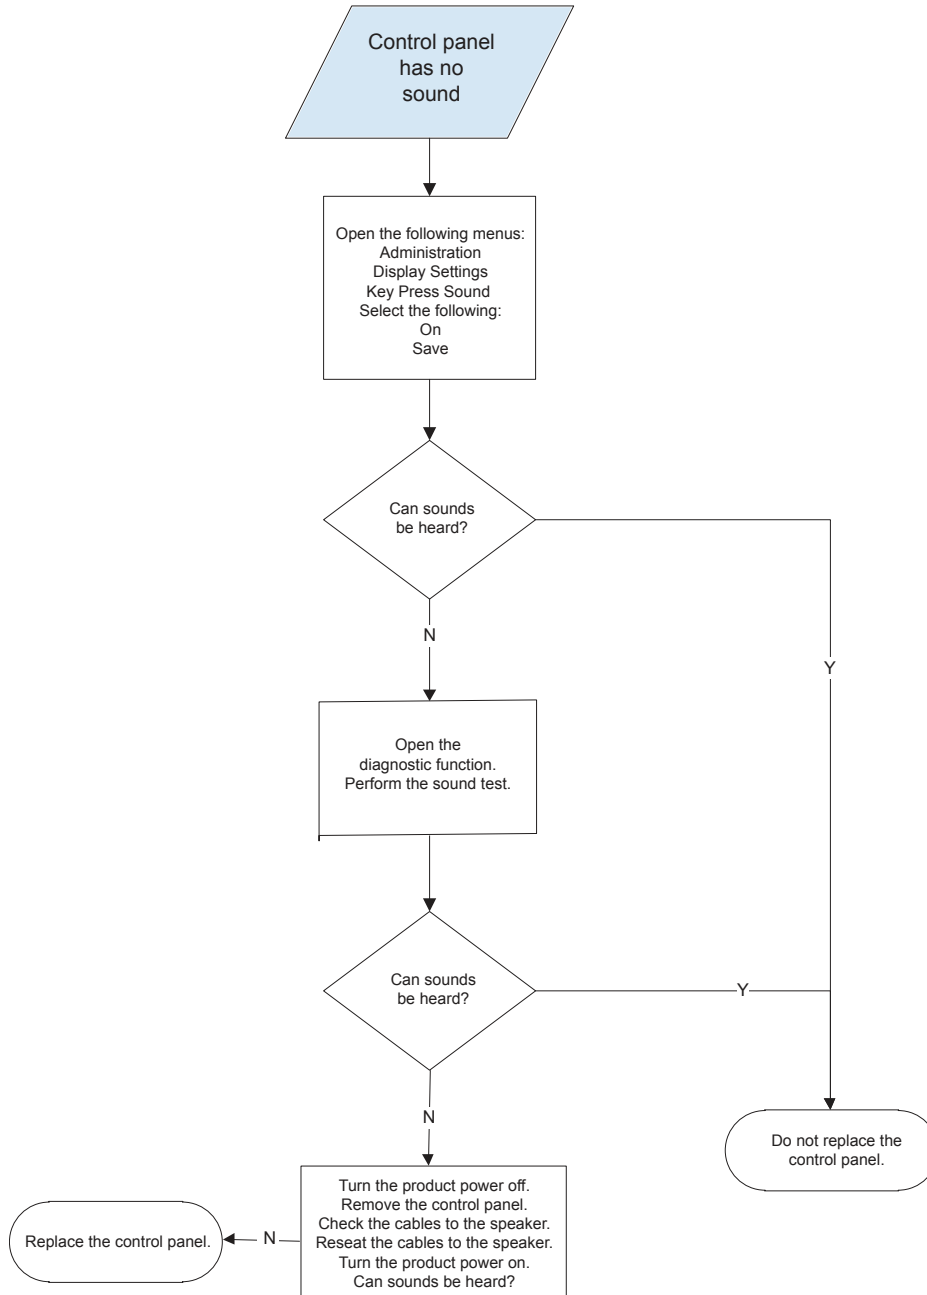 Control panel
has no
sound
Open the following menus:
Administration
Display Settings
Key Press Sound
Select the following:
On
Save
Can sounds
be heard?
N
Y
Open the
diagnostic function.
Perform the sound test.
Can sounds
be heard?
Y
N
Do not replace the
control panel.
Turn the product power off.
Remove the control panel.
Check the cables to the speaker.
Reseat the cables to the speaker.
Turn the product power on.
Can sounds be heard?
N
Replace the control panel.